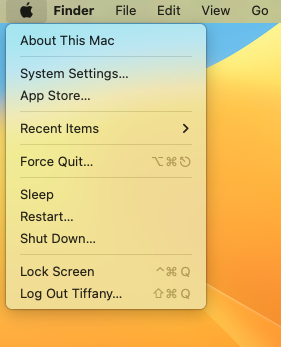 Finder File Edit View Go
About This Mac
System Settings...
App Store...
Recent Items
Force Quit... ⌥⌘⎋
Sleep
Restart...
Shut Down...
Lock Screen ^⌘Q
Log Out Tiffany... ⇧⌘Q